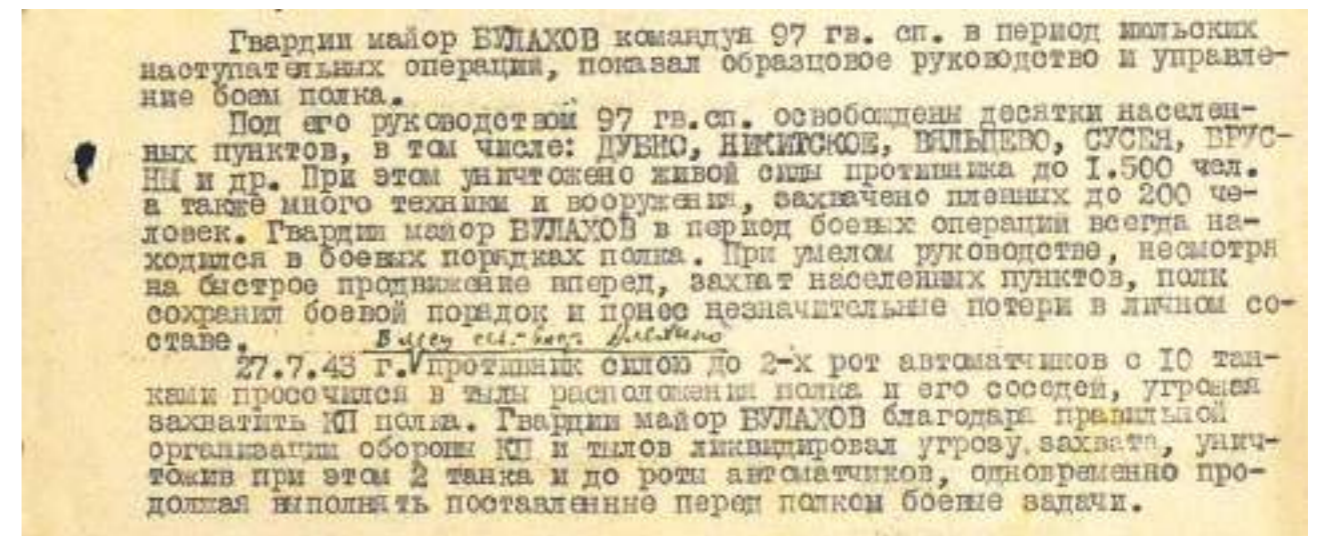 Гвардии майор БУЛАХОВ командуя 97 гв. сп. в период июльских
наступательных операций, показал образцовое руководство и управле-
ние боем полка.
Под его руководством 97 гв.сп. освобождены десятки населен-
ных пунктов, в том числе: ДУБНО, НИКИТСКОЕ, ВЯЛЬЦЕВО, СУСЕЯ, БРУС-
НЫ и др. При этом уничтожено живой силы противника до 1.500 чел.
а также много техники и вооружения, захвачено пленных до 200 че-
ловек. Гвардии майор БУЛАХОВ в период боевых операций всегда на-
ходился в боевых порядках полка. При умелом руководстве, несмотря
на быстрое продвижение вперед, захват населенных пунктов, полк
сохранил боевой порядок и понес незначительные потери в личном со-
ставе.
27.7.43 г. противник силою до 2-х рот автоматчиков с 10 тан-
ками просочился в тылы расположения полка и его соседей, угрожая
захватить КП полка. Гвардии майор БУЛАХОВ благодаря правильной
организации обороны КП и тылов ликвидировал угрозу захвата, унич-
тожив при этом 2 танка и до роты автоматчиков, одновременно про-
должая выполнять поставленные перед полком боевые задачи.